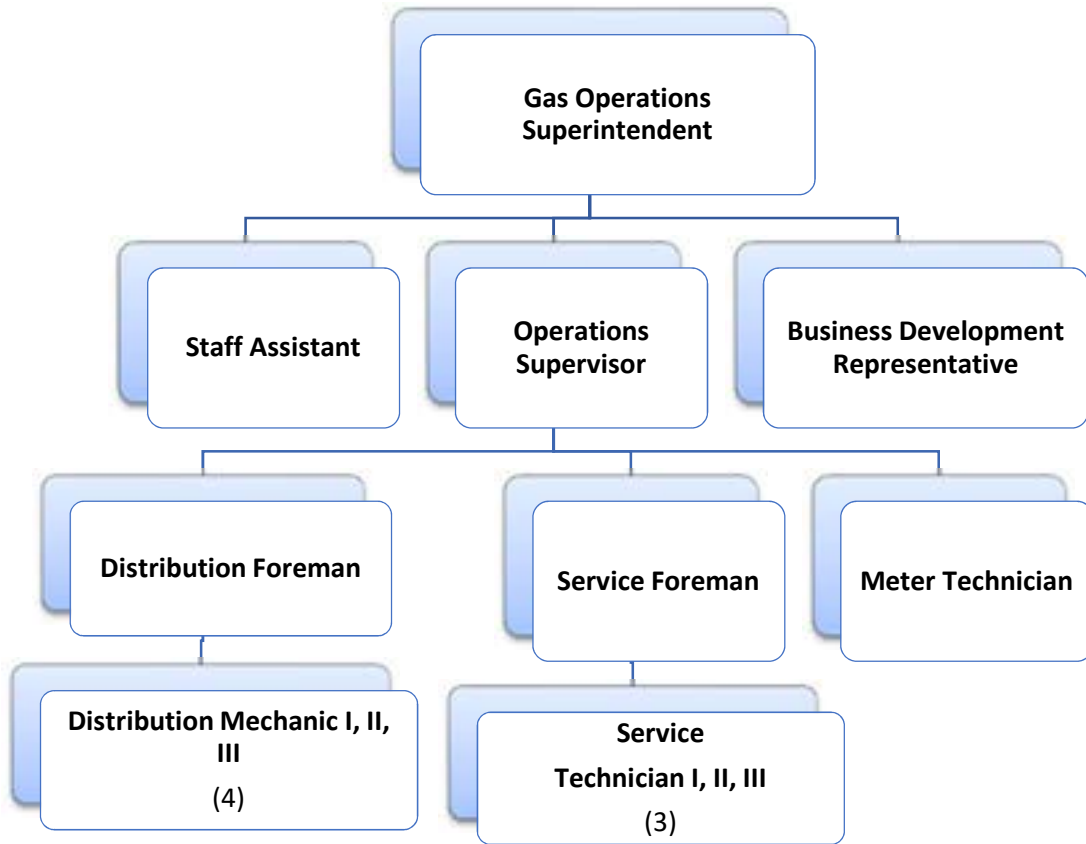 Gas Operations
Superintendent
Staff Assistant
Operations
Supervisor
Business Development
Representative
Distribution Foreman
Service Foreman
Meter Technician
Distribution Mechanic I, II,
III
(4)
Service
Technician I, II, III
(3)